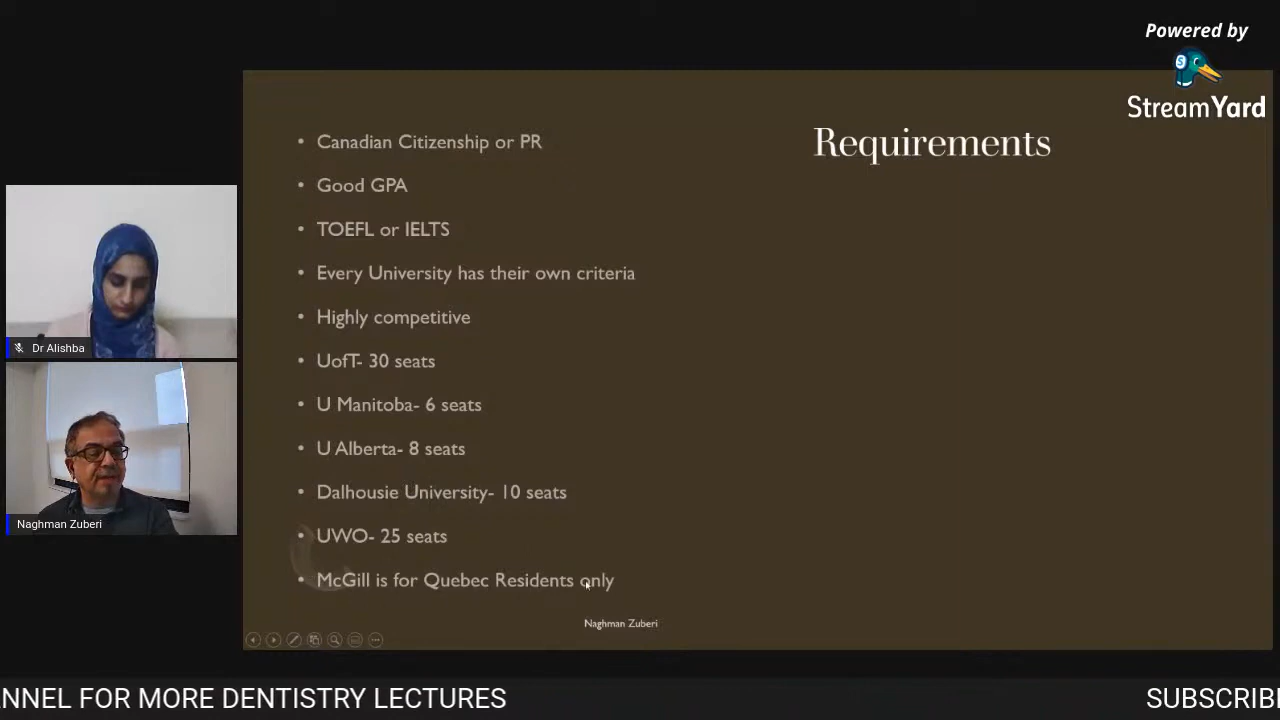 Powered by
StreamYard
Requirements
• Canadian Citizenship or PR
• Good GPA
• TOEFL or IELTS
• Every University has their own criteria
• Highly competitive
• UofT- 30 seats
• U Manitoba- 6 seats
• U Alberta- 8 seats
• Dalhousie University- 10 seats
• UWO- 25 seats
• McGill is for Quebec Residents only
Naghman Zuberi
Dr Alishba
Naghman Zuberi
ANNEL FOR MORE DENTISTRY LECTURES
SUBSCRIB